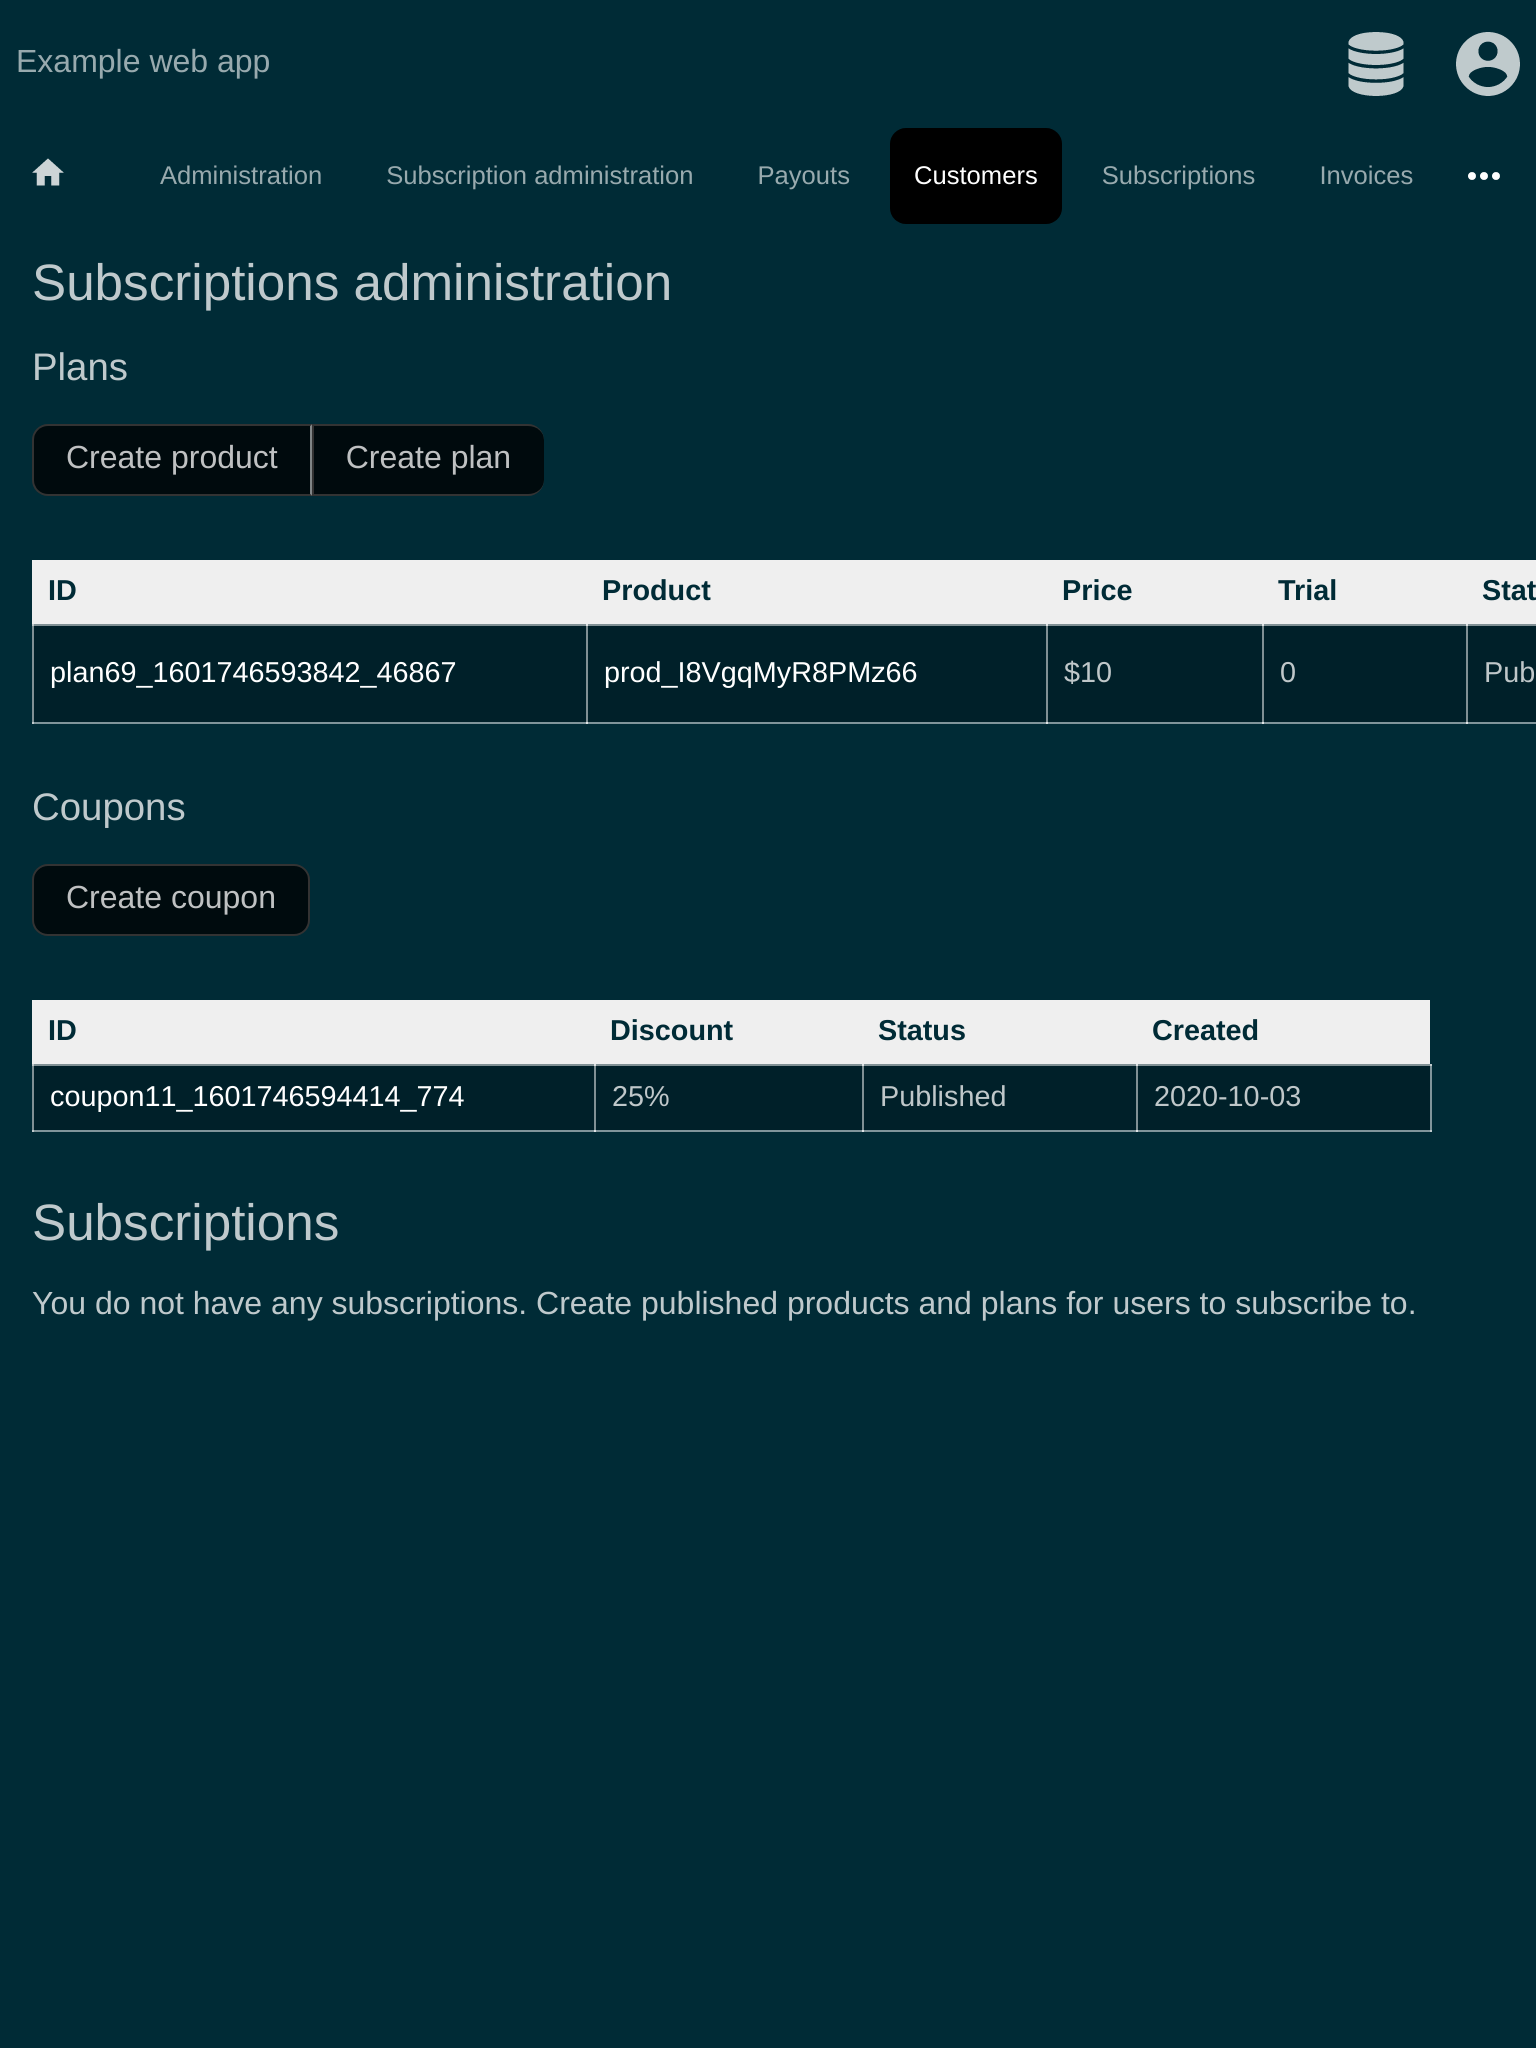 Example web app
Administration Subscription administration Payouts Customers Subscriptions Invoices
Subscriptions administration
Plans
Create product Create plan
ID Product Price Trial Stat
plan69_1601746593842_46867 prod_I8VgqMyR8PMz66 $10 0 Pub
Coupons
Create coupon
ID Discount Status Created
coupon11_1601746594414_774 25% Published 2020-10-03
Subscriptions
You do not have any subscriptions. Create published products and plans for users to subscribe to.